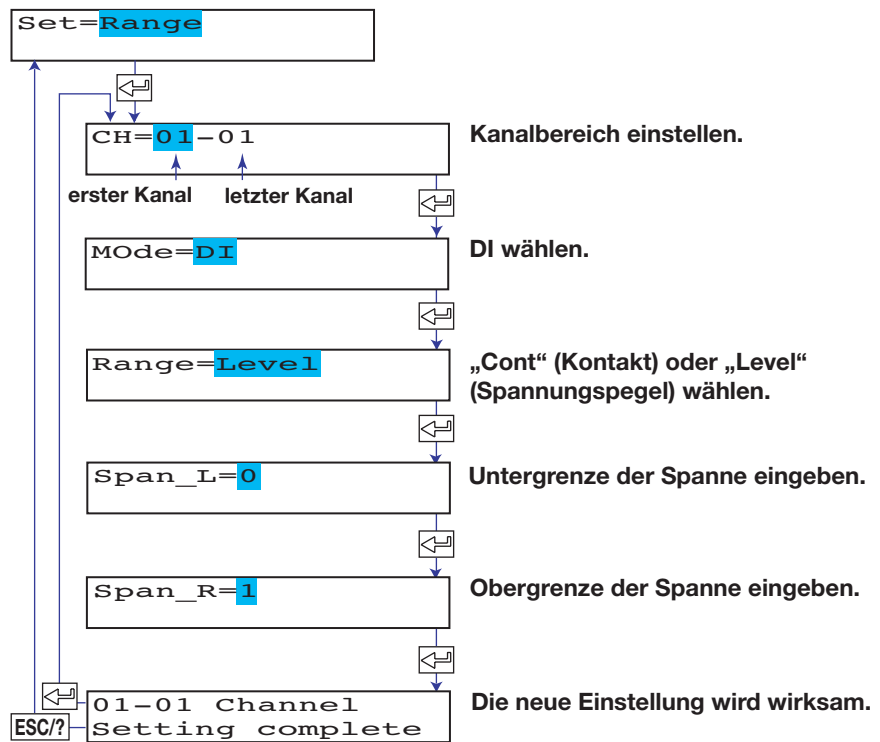 Set=Range
CH=01-01
Kanalbereich einstellen.
erster Kanal letzter Kanal
MOde=DI
DI wählen.
Range=Level
„Cont“ (Kontakt) oder „Level“
(Spannungspegel) wählen.
Span_L=0
Untergrenze der Spanne eingeben.
Span_R=1
Obergrenze der Spanne eingeben.
01-01 Channel
Setting complete
Die neue Einstellung wird wirksam.
ESC/?